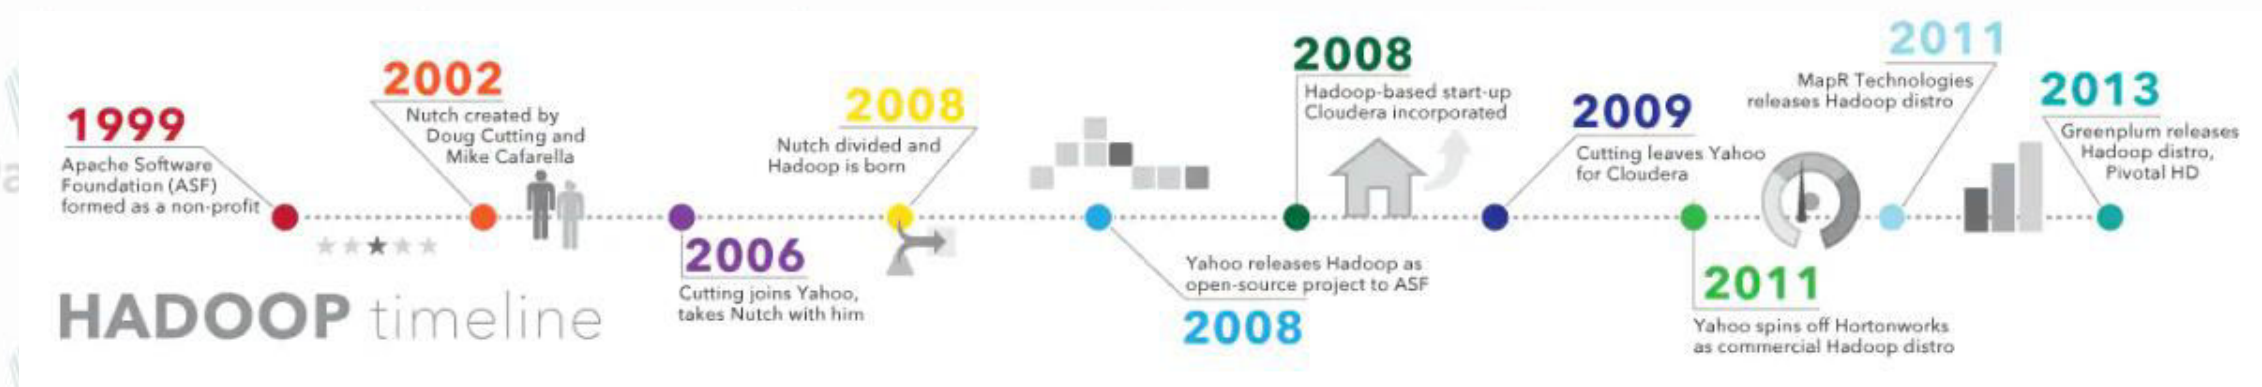 1999
Apache Software
Foundation (ASF)
formed as a non-profit
2002
Nutch created by
Doug Cutting and
Mike Cafarella
2006
Cutting joins Yahoo,
takes Nutch with him
2008
Nutch divided and
Hadoop is born
Yahoo releases Hadoop as
open-source project to ASF
2008
2008
Hadoop-based start-up
Cloudera incorporated
2009
Cutting leaves Yahoo
for Cloudera
2011
Yahoo spins off Hortonworks
as commercial Hadoop distro
2011
MapR Technologies
releases Hadoop distro
2013
Greenplum releases
Hadoop distro,
Pivotal HD
HADOOP timeline